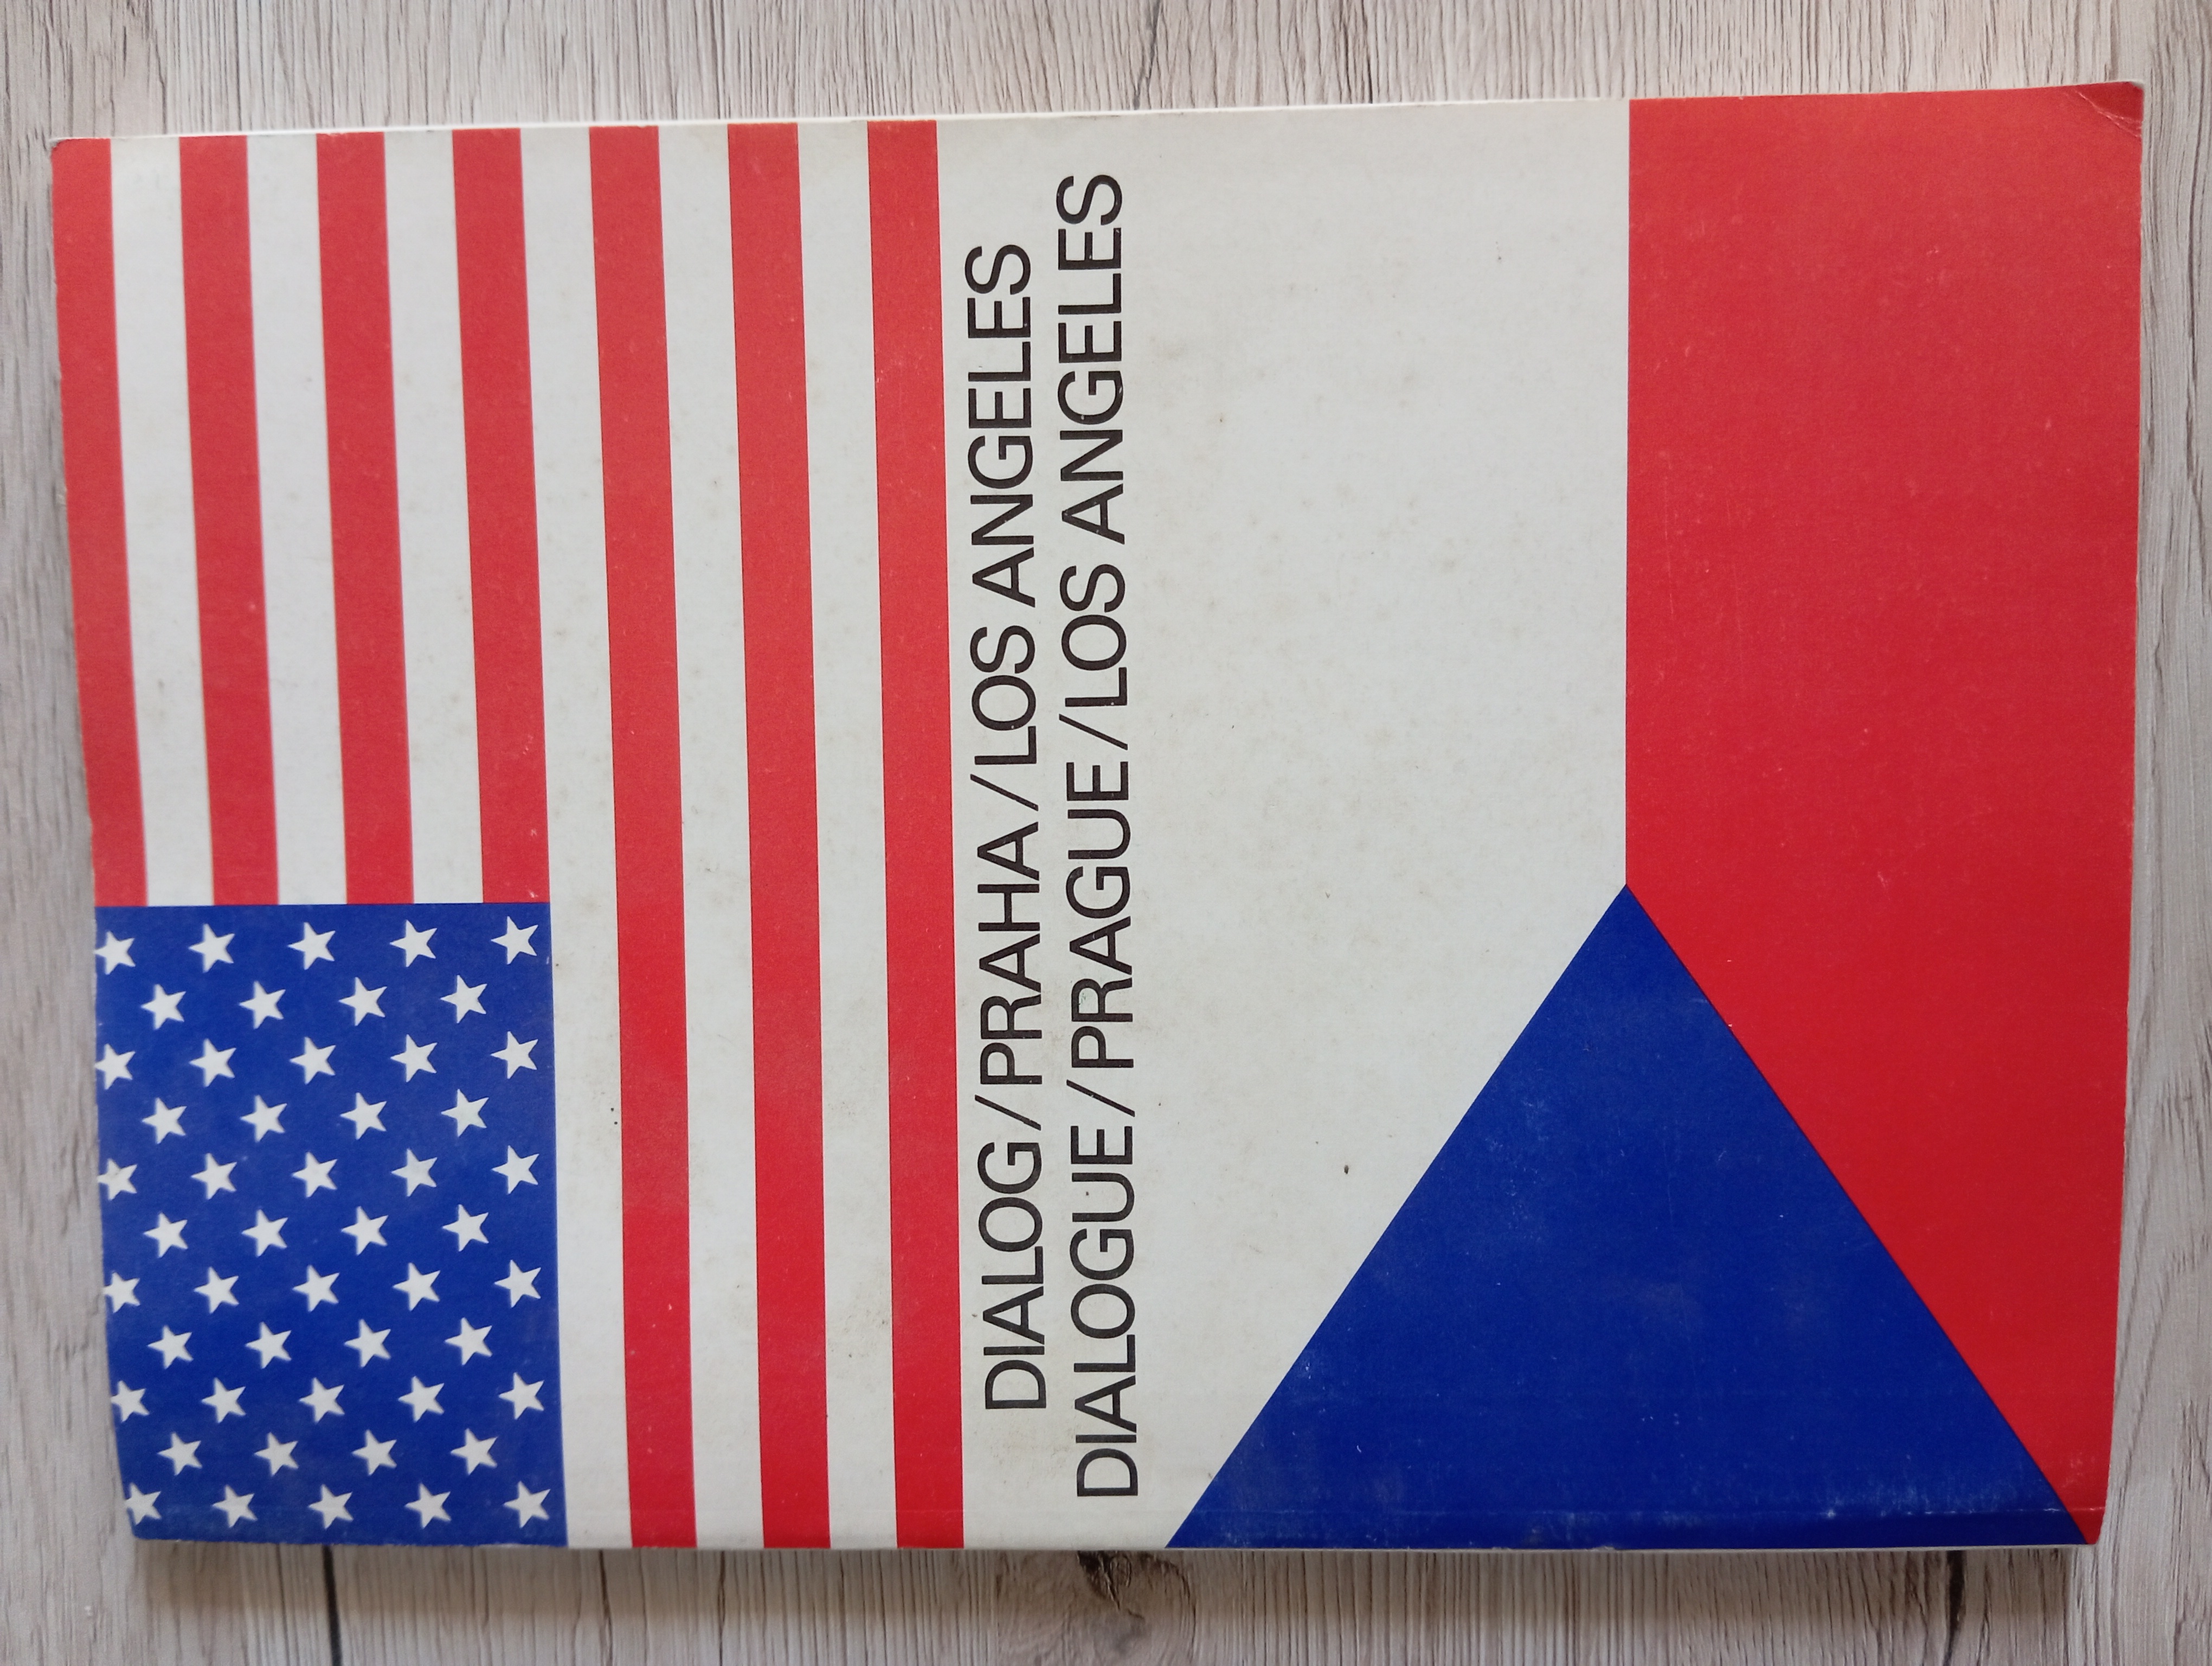 DIALOG/PRAHA/LOS ANGELES
DIALOGUE/PRAGUE/LOS ANGELES